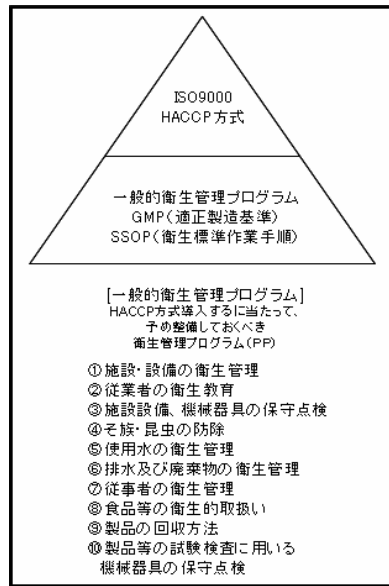 ISO9000
HACCP方式
一般的衛生管理プログラム
GMP(適正製造基準)
SSOP(衛生標準作業手順)
[一般的衛生管理プログラム]
HACCP方式導入するに当たって、
予め整備しておくべき
衛生管理プログラム(PP)
①施設・設備の衛生管理
②従業者の衛生教育
③施設設備、機械器具の保守点検
④そ族・昆虫の防除
⑤使用水の衛生管理
⑥排水及び廃棄物の衛生管理
⑦従事者の衛生管理
⑧食品等の衛生的取扱い
⑨製品の回収方法
⑩製品等の試験検査に用いる
機械器具の保守点検